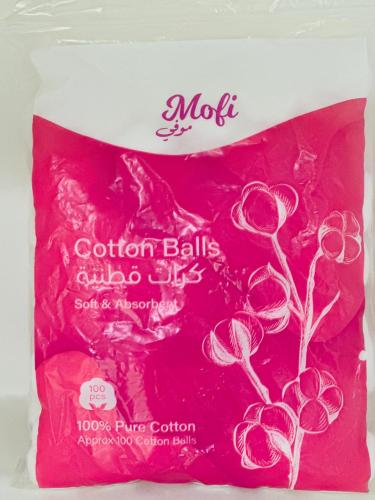 Mofi
موفي
Cotton Balls
كرات قطنية
Soft & Absorbent
100
pcs
100% Pure Cotton
Approx 100 Cotton Balls